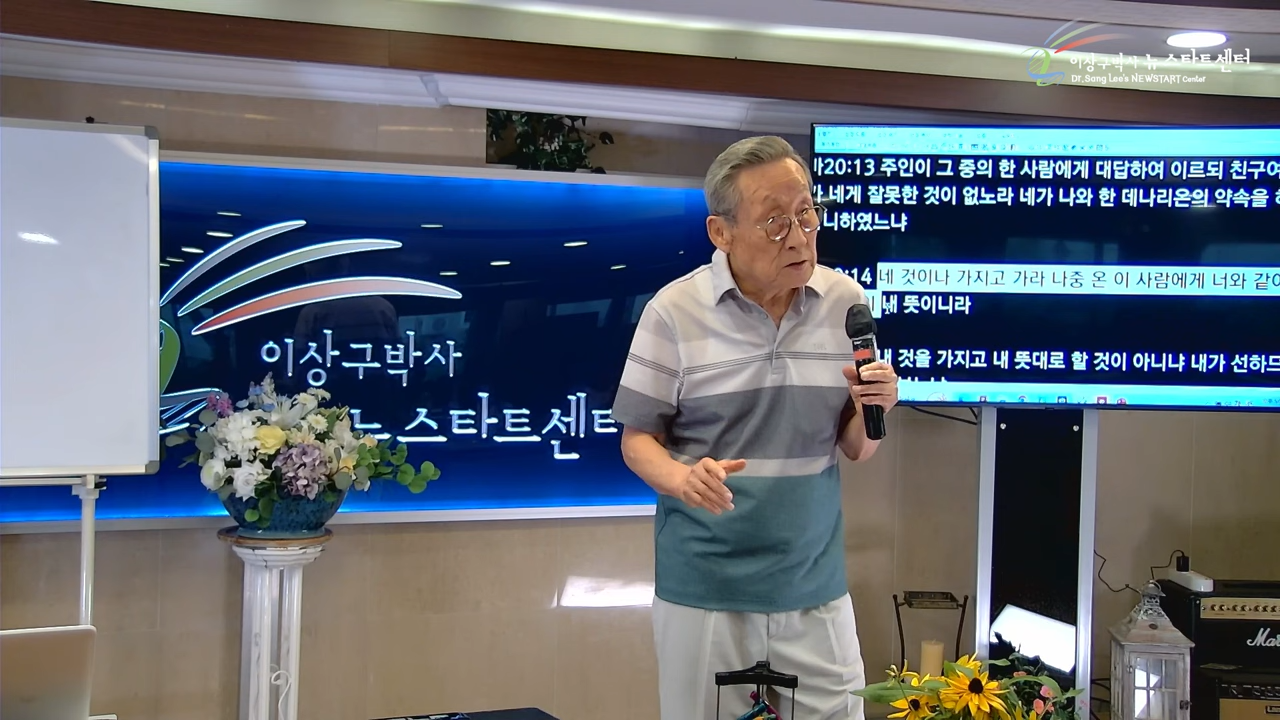 이상구박사 뉴스타트센터
Dr. Sang Lee's NEWSTART Center
20:13 주인이 그 중의 한 사람에게 대답하여 이르되 친구여
네게 잘못한 것이 없노라 네가 나와 한 데나리온의 약속을
니하였느냐
:14 네 것이나 가지고 가라 나중 온 이 사람에게 너와 같이
내 뜻이니라
내 것을 가지고 내 뜻대로 할 것이 아니냐 내가 선하므
이상구박사
뉴스타트센터